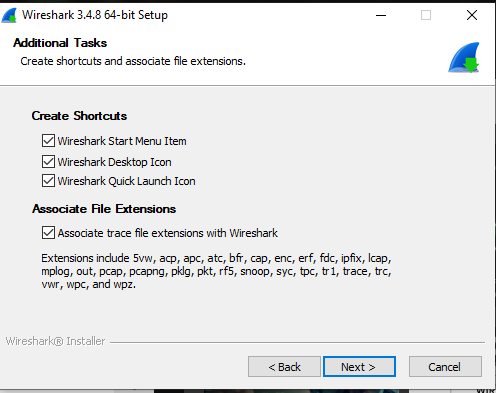 Wireshark 3.4.8 64-bit Setup
Additional Tasks
Create shortcuts and associate file extensions.
Create Shortcuts
Wireshark Start Menu Item
Wireshark Desktop Icon
Wireshark Quick Launch Icon
Associate File Extensions
Associate trace file extensions with Wireshark
Extensions include 5vw, acp, apc, atc, bfr, cap, enc, erf, fdc, ipfix, lcap,
mplog, out, pcap, pcapng, pklg, pkt, rf5, snoop, syc, tpc, tr1, trace, trc,
vwr, wpc, and wpz.
Wireshark® Installer
< Back
Next >
Cancel